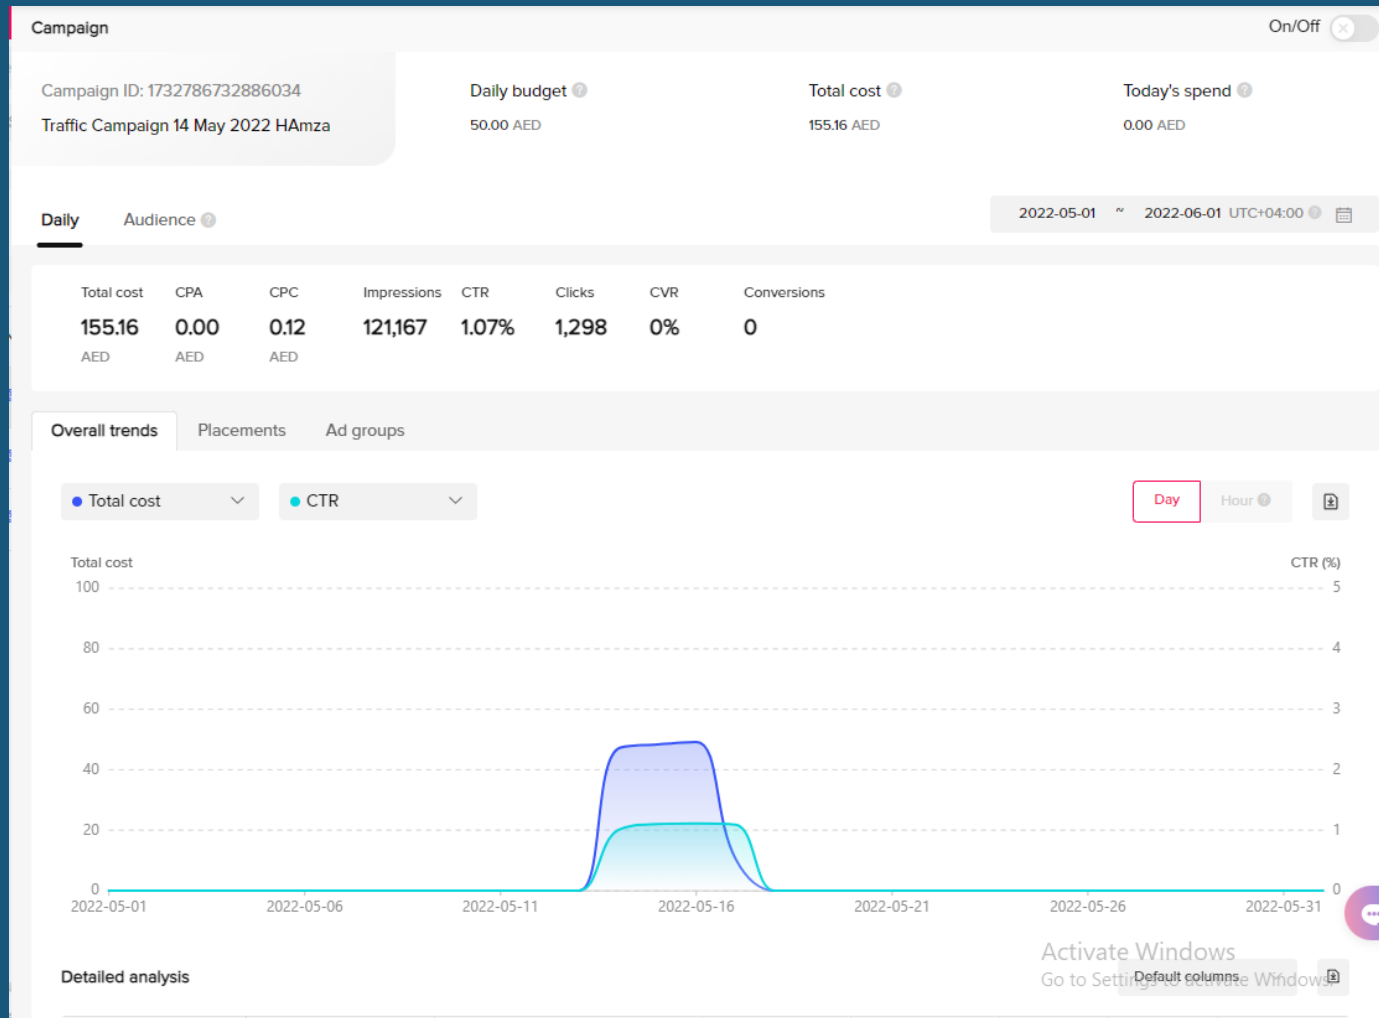 Campaign
On/Off
Campaign ID: 1732786732886034
Traffic Campaign 14 May 2022 HAmza
Daily budget
50.00 AED
Total cost
155.16 AED
Today's spend
0.00 AED
Daily
Audience
2022-05-01 ~ 2022-06-01 UTC+04:00
Total cost CPA CPC Impressions CTR Clicks CVR Conversions
155.16 0.00 0.12 121,167 1.07% 1,298 0% 0
AED AED AED
Overall trends Placements Ad groups
Total cost CTR Day Hour
Total cost CTR (%)
100 5
80 4
60 3
40 2
20 1
0 0
2022-05-01 2022-05-06 2022-05-11 2022-05-16 2022-05-21 2022-05-26 2022-05-31
Activate Windows
Go to Settings to activate Windows.
Detailed analysis Default columns